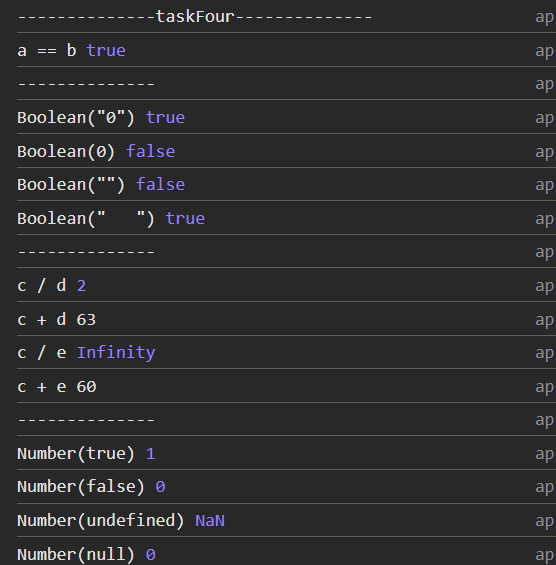 --------------taskFour-------------- ap
a == b true ap
-------------- ap
Boolean("0") true ap
Boolean(0) false ap
Boolean("") false ap
Boolean("   ") true ap
-------------- ap
c / d 2 ap
c + d 63 ap
c / e Infinity ap
c + e 60 ap
-------------- ap
Number(true) 1 ap
Number(false) 0 ap
Number(undefined) NaN ap
Number(null) 0 ap